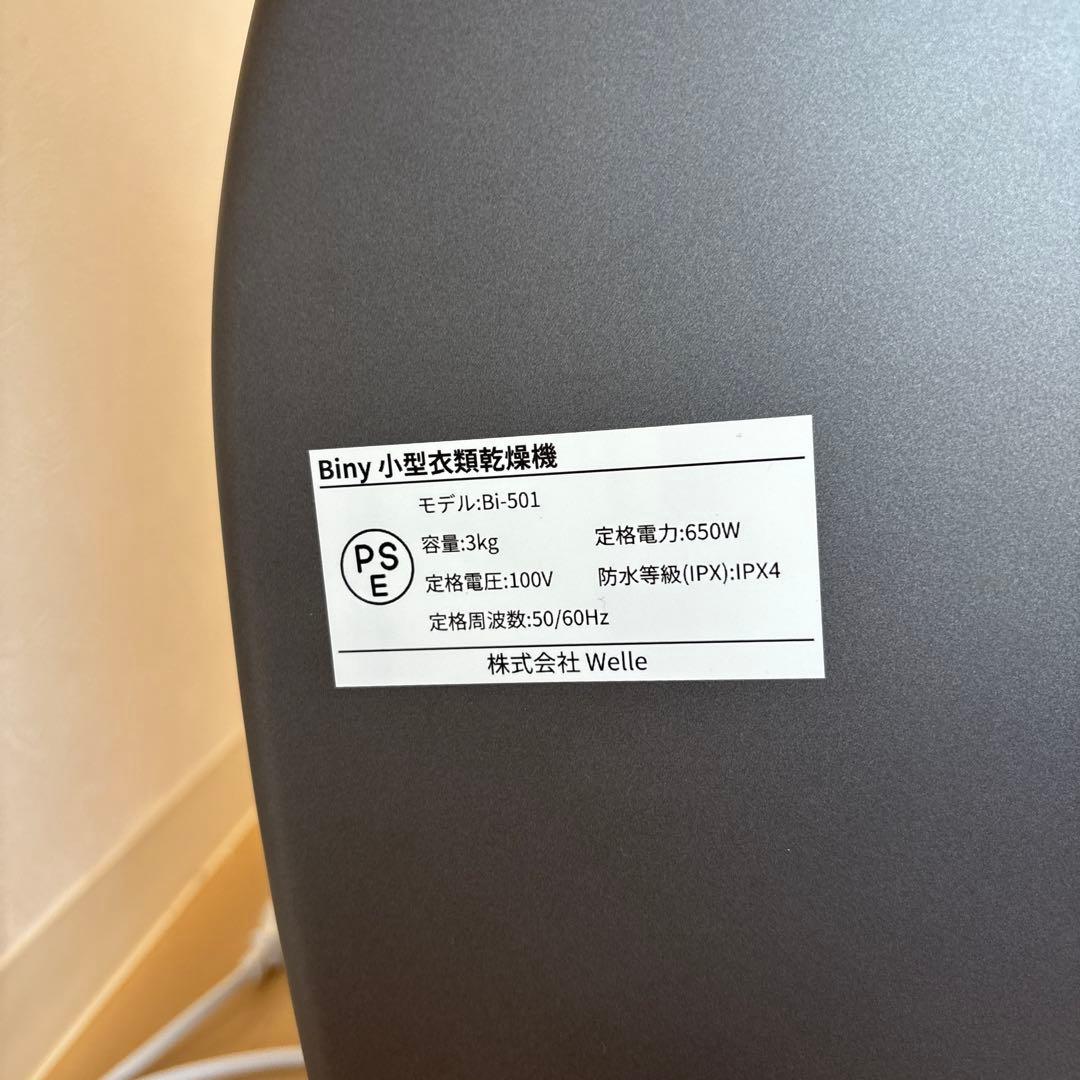 Biny 小型衣類乾燥機
モデル:Bi-501
容量:3kg 定格電力:650W
PSE
定格電圧:100V 防水等級(IPX):IPX4
定格周波数:50/60Hz
株式会社 Welle